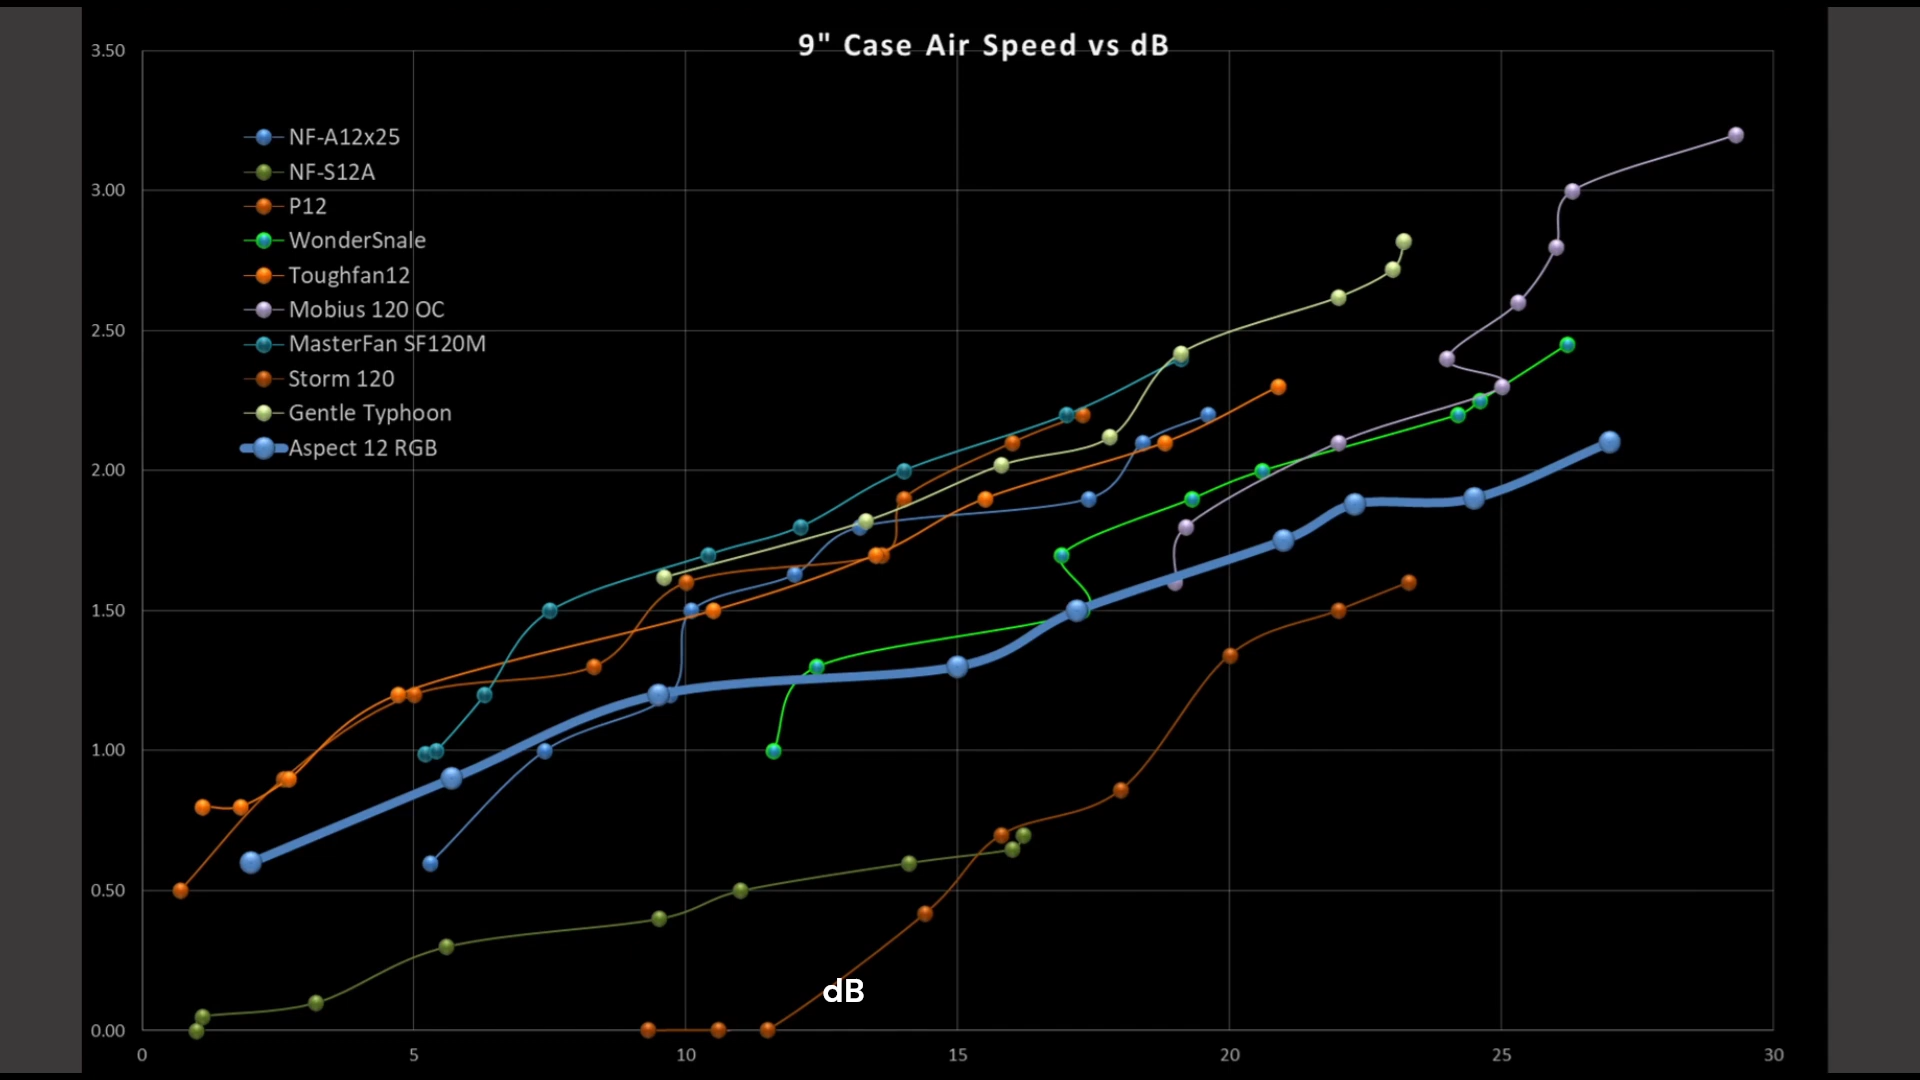 9" Case Air Speed vs dB
3.50
3.00
2.50
2.00
1.50
1.00
0.50
0.00
NF-A12x25
NF-S12A
P12
WonderSnale
Toughfan12
Mobius 120 OC
MasterFan SF120M
Storm 120
Gentle Typhoon
Aspect 12 RGB
dB
0 5 10 15 20 25 30